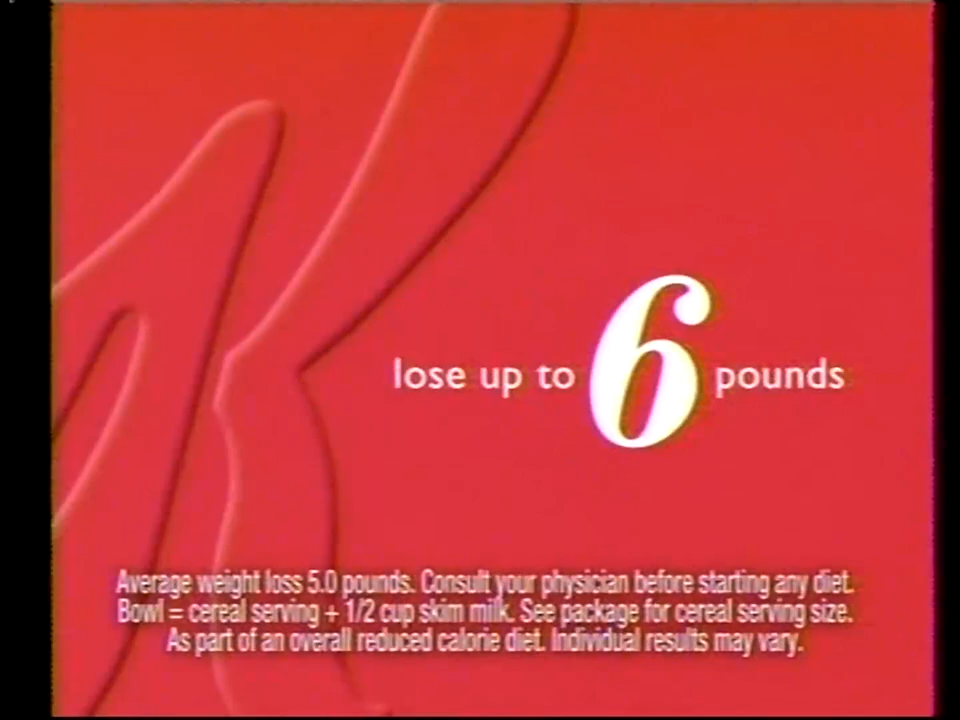 K
lose up to 6 pounds
Average weight loss 5.0 pounds. Consult your physician before starting any diet.
Bowl = cereal serving + 1/2 cup skim milk. See package for cereal serving size.
As part of an overall reduced calorie diet. Individual results may vary.